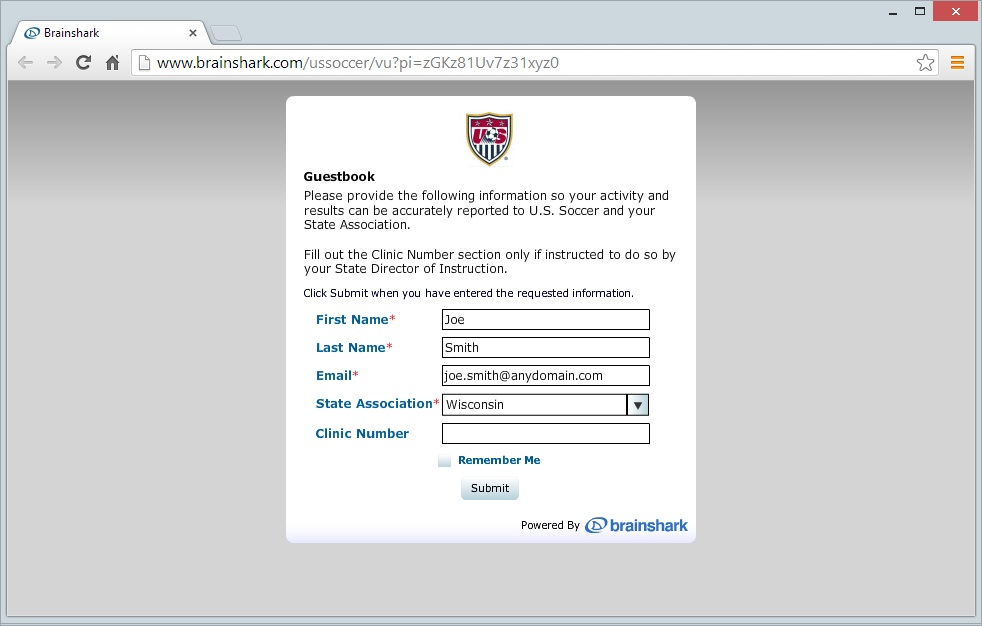 Brainshark
www.brainshark.com/ussoccer/vu?pi=zGKz81Uv7z31xyz0
US
Guestbook
Please provide the following information so your activity and
results can be accurately reported to U.S. Soccer and your
State Association.
Fill out the Clinic Number section only if instructed to do so by
your State Director of Instruction.
Click Submit when you have entered the requested information.
First Name* Joe
Last Name* Smith
Email* joe.smith@anydomain.com
State Association* Wisconsin
Clinic Number
Remember Me
Submit
Powered By brainshark